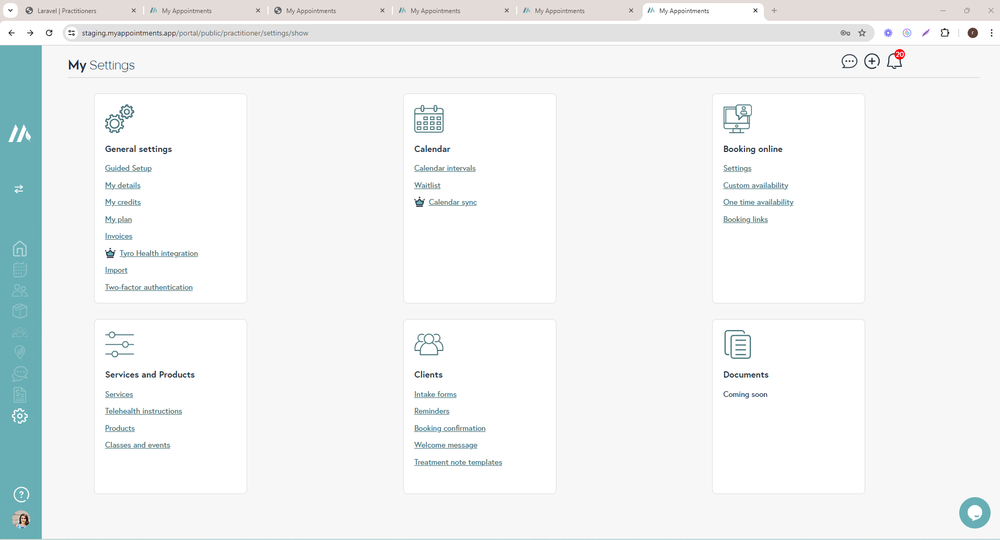 Laravel | Practitioners
My Appointments
My Appointments
My Appointments
My Appointments
My Appointments
staging.myappointments.app/portal/public/practitioner/settings/show
r
My Settings
20
General settings
Guided Setup
My details
My credits
My plan
Invoices
Tyro Health integration
Import
Two-factor authentication
Calendar
Calendar intervals
Waitlist
Calendar sync
Booking online
Settings
Custom availability
One time availability
Booking links
Services and Products
Services
Telehealth instructions
Products
Classes and events
Clients
Intake forms
Reminders
Booking confirmation
Welcome message
Treatment note templates
Documents
Coming soon
?